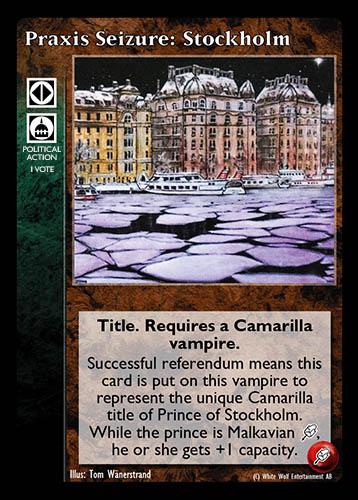 Praxis Seizure: Stockholm
POLITICAL
ACTION
1 VOTE
Title. Requires a Camarilla
vampire.
Successful referendum means this
card is put on this vampire to
represent the unique Camarilla
title of Prince of Stockholm.
While the prince is Malkavian ,
he or she gets +1 capacity.
Illus: Tom Wänerstrand
(C) White Wolf Entertainment AB